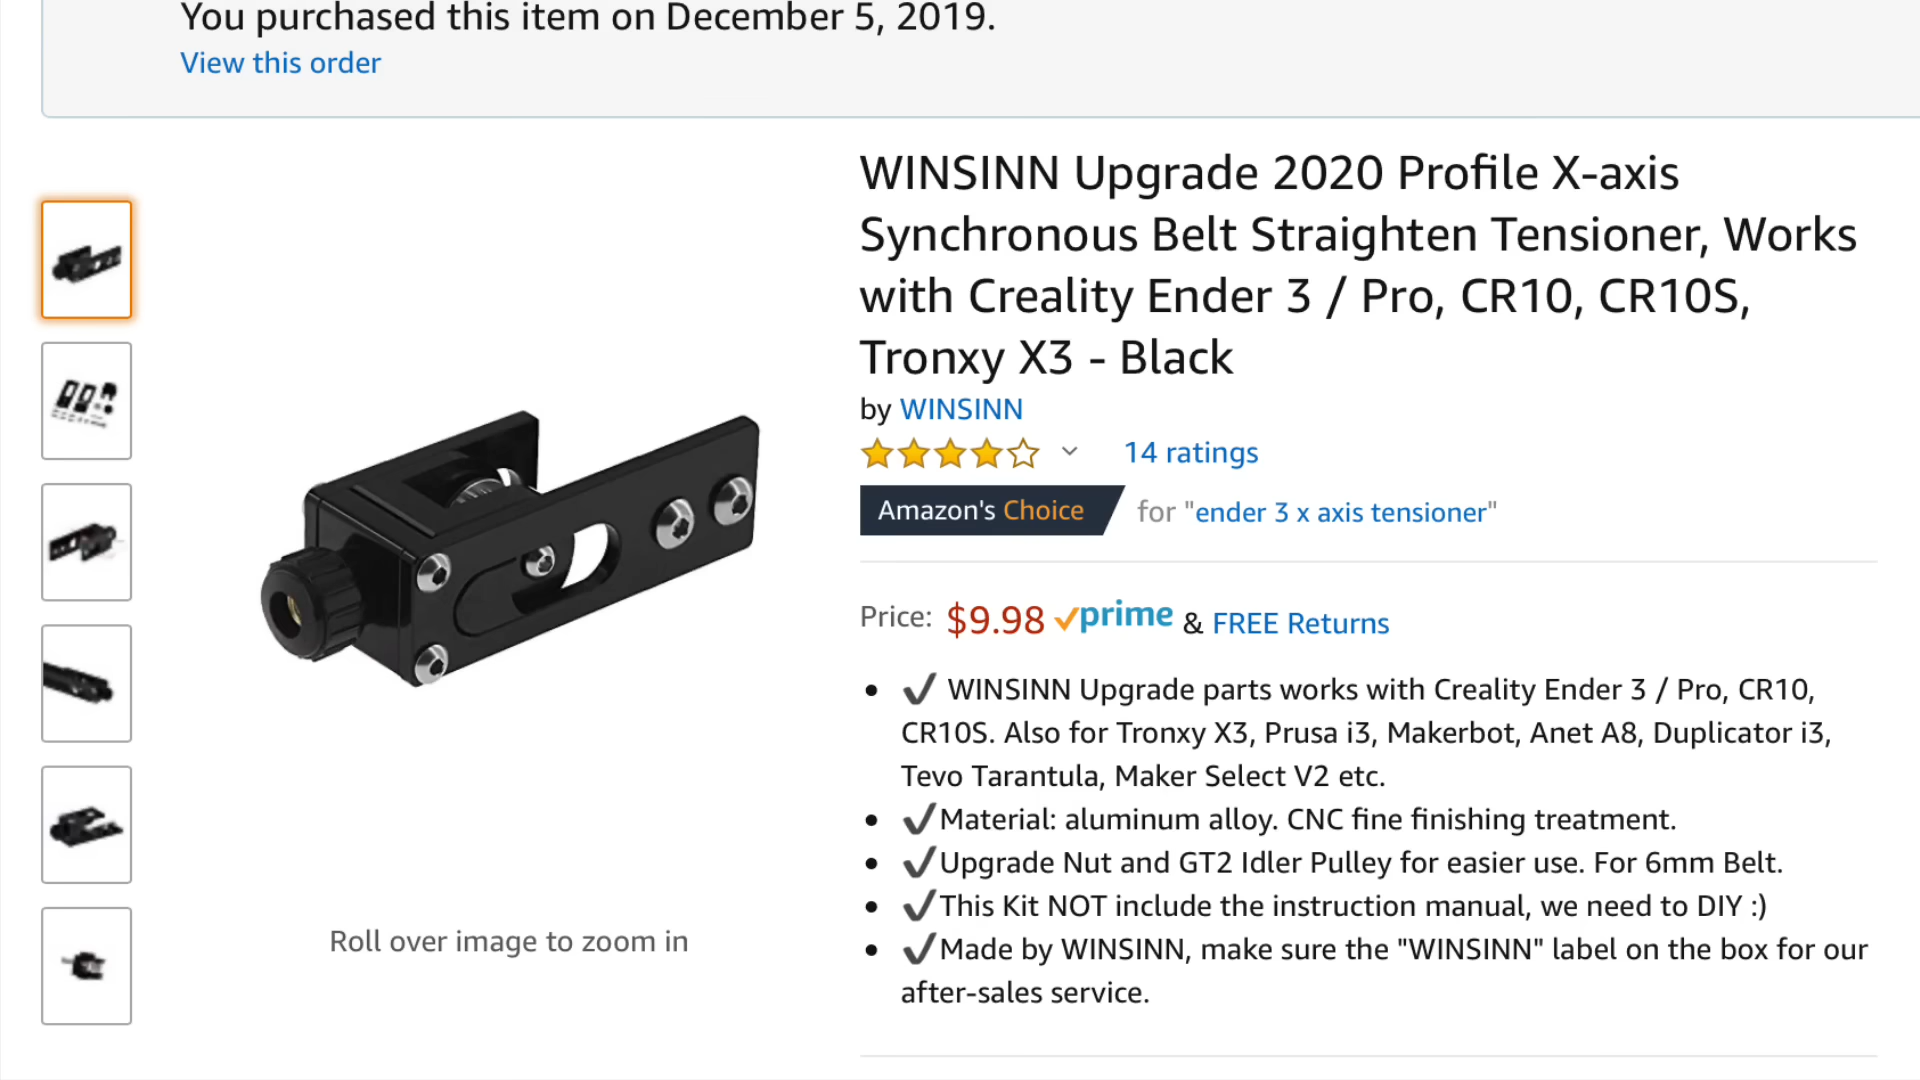 You purchased this item on December 5, 2019.
View this order
WINSINN Upgrade 2020 Profile X-axis
Synchronous Belt Straighten Tensioner, Works
with Creality Ender 3 / Pro, CR10, CR10S,
Tronxy X3 - Black
by WINSINN
14 ratings
Amazon's Choice for "ender 3 x axis tensioner"
Price: $9.98 prime & FREE Returns
• ✔ WINSINN Upgrade parts works with Creality Ender 3 / Pro, CR10,
CR10S. Also for Tronxy X3, Prusa i3, Makerbot, Anet A8, Duplicator i3,
Tevo Tarantula, Maker Select V2 etc.
• ✔Material: aluminum alloy. CNC fine finishing treatment.
• ✔Upgrade Nut and GT2 Idler Pulley for easier use. For 6mm Belt.
• ✔This Kit NOT include the instruction manual, we need to DIY :)
• ✔Made by WINSINN, make sure the "WINSINN" label on the box for our
after-sales service.
Roll over image to zoom in